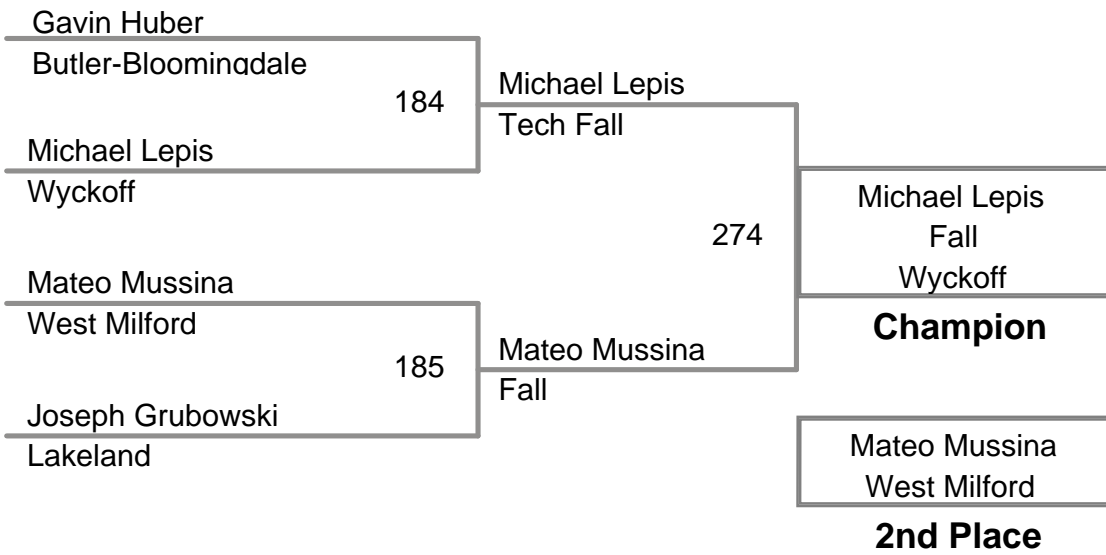 Gavin Huber
Butler-Bloomingdale
184
Michael Lepis
Wyckoff
Michael Lepis
Tech Fall
Mateo Mussina
West Milford
185
Joseph Grubowski
Lakeland
Mateo Mussina
Fall
274
Michael Lepis
Fall
Wyckoff
Champion
Mateo Mussina
West Milford
2nd Place